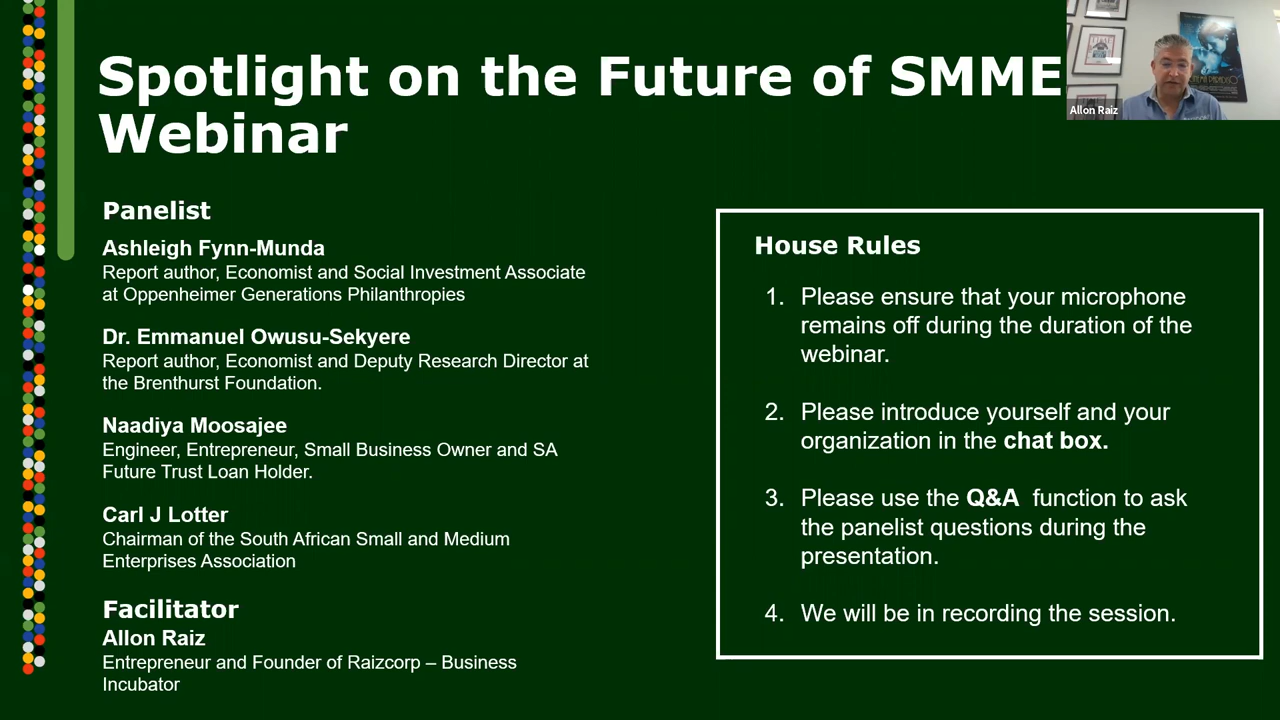 Spotlight on the Future of SMME
Webinar
Allon Raiz
Panelist
Ashleigh Fynn-Munda
Report author, Economist and Social Investment Associate
at Oppenheimer Generations Philanthropies
Dr. Emmanuel Owusu-Sekyere
Report author, Economist and Deputy Research Director at
the Brenthurst Foundation.
Naadiya Moosajee
Engineer, Entrepreneur, Small Business Owner and SA
Future Trust Loan Holder.
Carl J Lotter
Chairman of the South African Small and Medium
Enterprises Association
Facilitator
Allon Raiz
Entrepreneur and Founder of Raizcorp – Business
Incubator
House Rules
1. Please ensure that your microphone
remains off during the duration of the
webinar.
2. Please introduce yourself and your
organization in the chat box.
3. Please use the Q&A function to ask
the panelist questions during the
presentation.
4. We will be in recording the session.